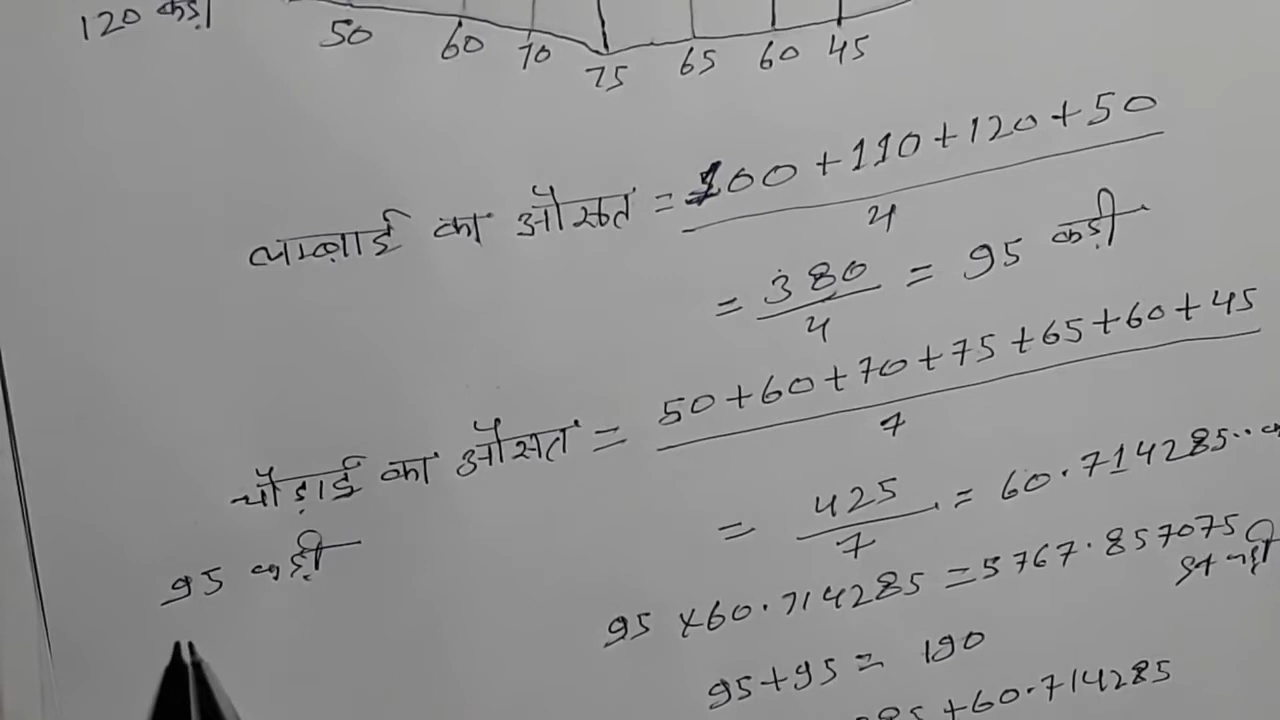 120 कड़ी
50 60 70 75 65 60 45
लम्बाई का औसत = 100 + 110 + 120 + 50
4
= 380 = 95 कड़ी
4
चौड़ाई का औसत = 50 + 60 + 70 + 75 + 65 + 60 + 45
7
= 425 = 60.714285..
7
95 कड़ी
95 × 60.714285 = 5767.857075
95 + 95 = 190
+ 60.714285